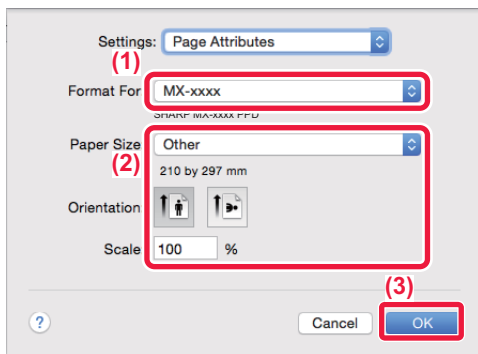 Settings: Page Attributes
(1)
Format For MX-xxxx
SHARP MX-xxxx PPD
Paper Size Other
(2)
210 by 297 mm
Orientation
Scale 100 %
(3)
? Cancel OK